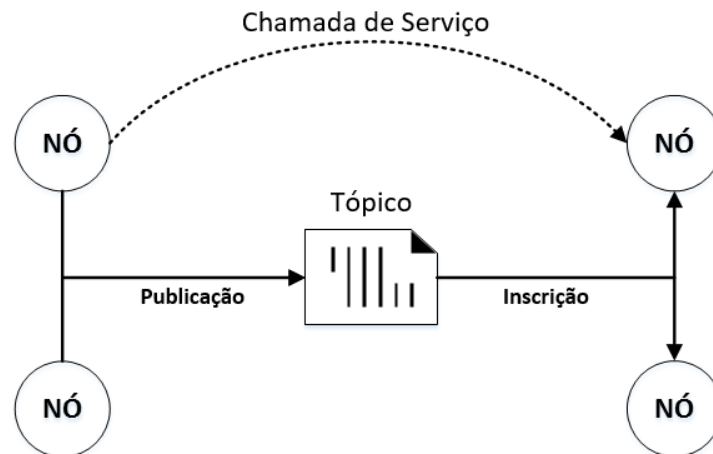 Chamada de Serviço
NÓ
NÓ
Tópico
Publicação
Inscrição
NÓ
NÓ